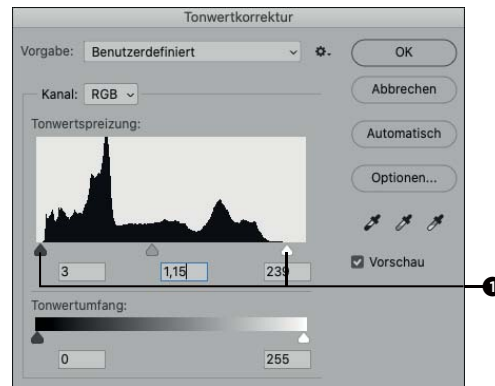 Tonwertkorrektur
Vorgabe: Benutzerdefiniert
OK
Kanal: RGB
Abbrechen
Tonwertspreizung:
Automatisch
Optionen...
3 1,15 239
Vorschau
1
Tonwertumfang:
0 255